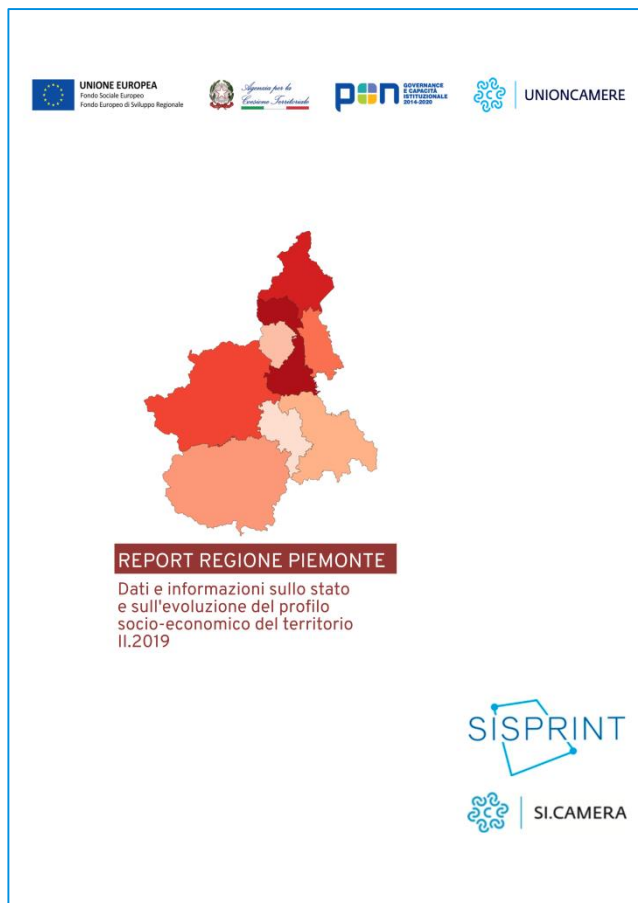 UNIONE EUROPEA
Fondo Sociale Europeo
Fondo Europeo di Sviluppo Regionale
Agenzia per la
Coesione Territoriale
pon
GOVERNANCE
E CAPACITÀ
ISTITUZIONALE
2014-2020
UNIONCAMERE
REPORT REGIONE PIEMONTE
Dati e informazioni sullo stato
e sull'evoluzione del profilo
socio-economico del territorio
II.2019
SISPRINT
SI.CAMERA